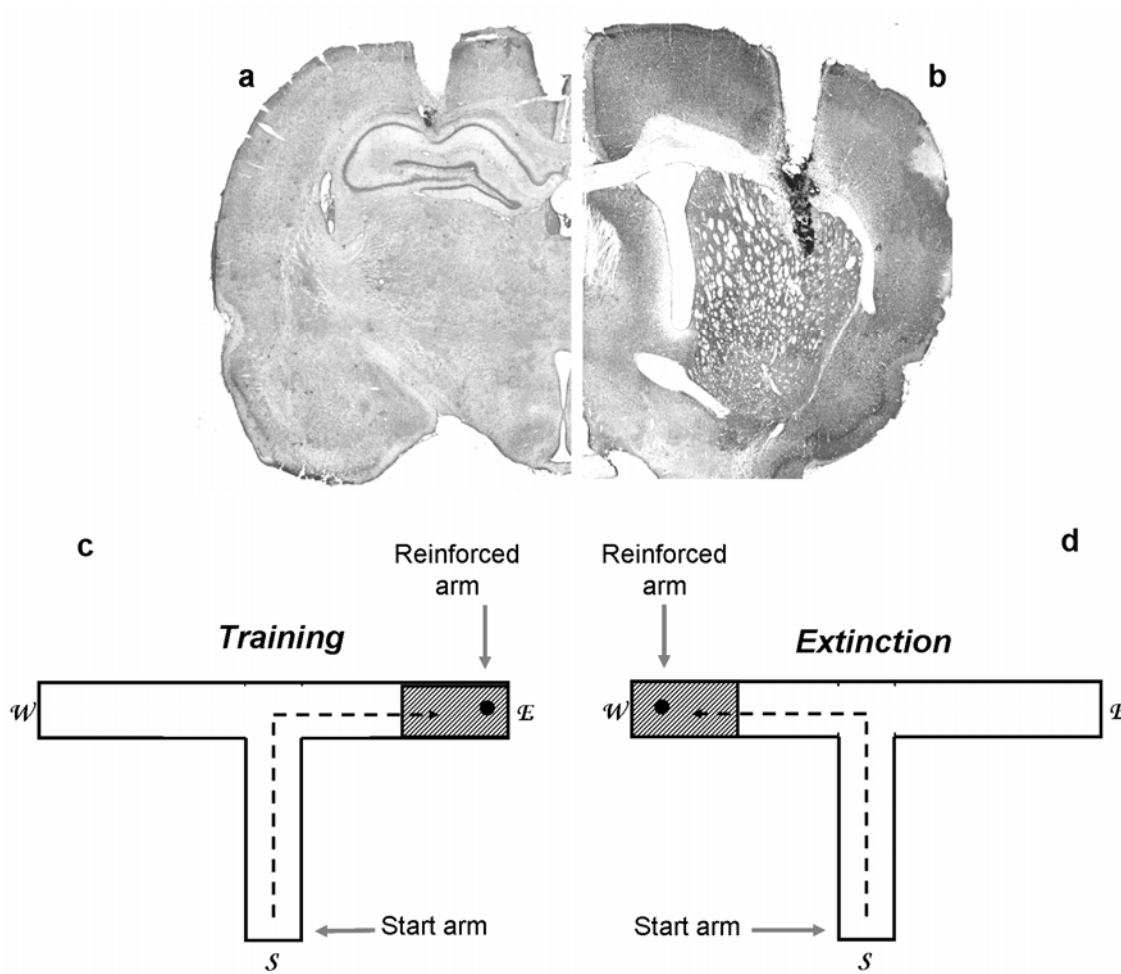 a
b
c
Reinforced
arm
Reinforced
arm
d
Training
Extinction
W
E
W
E
Start arm
Start arm
S
S